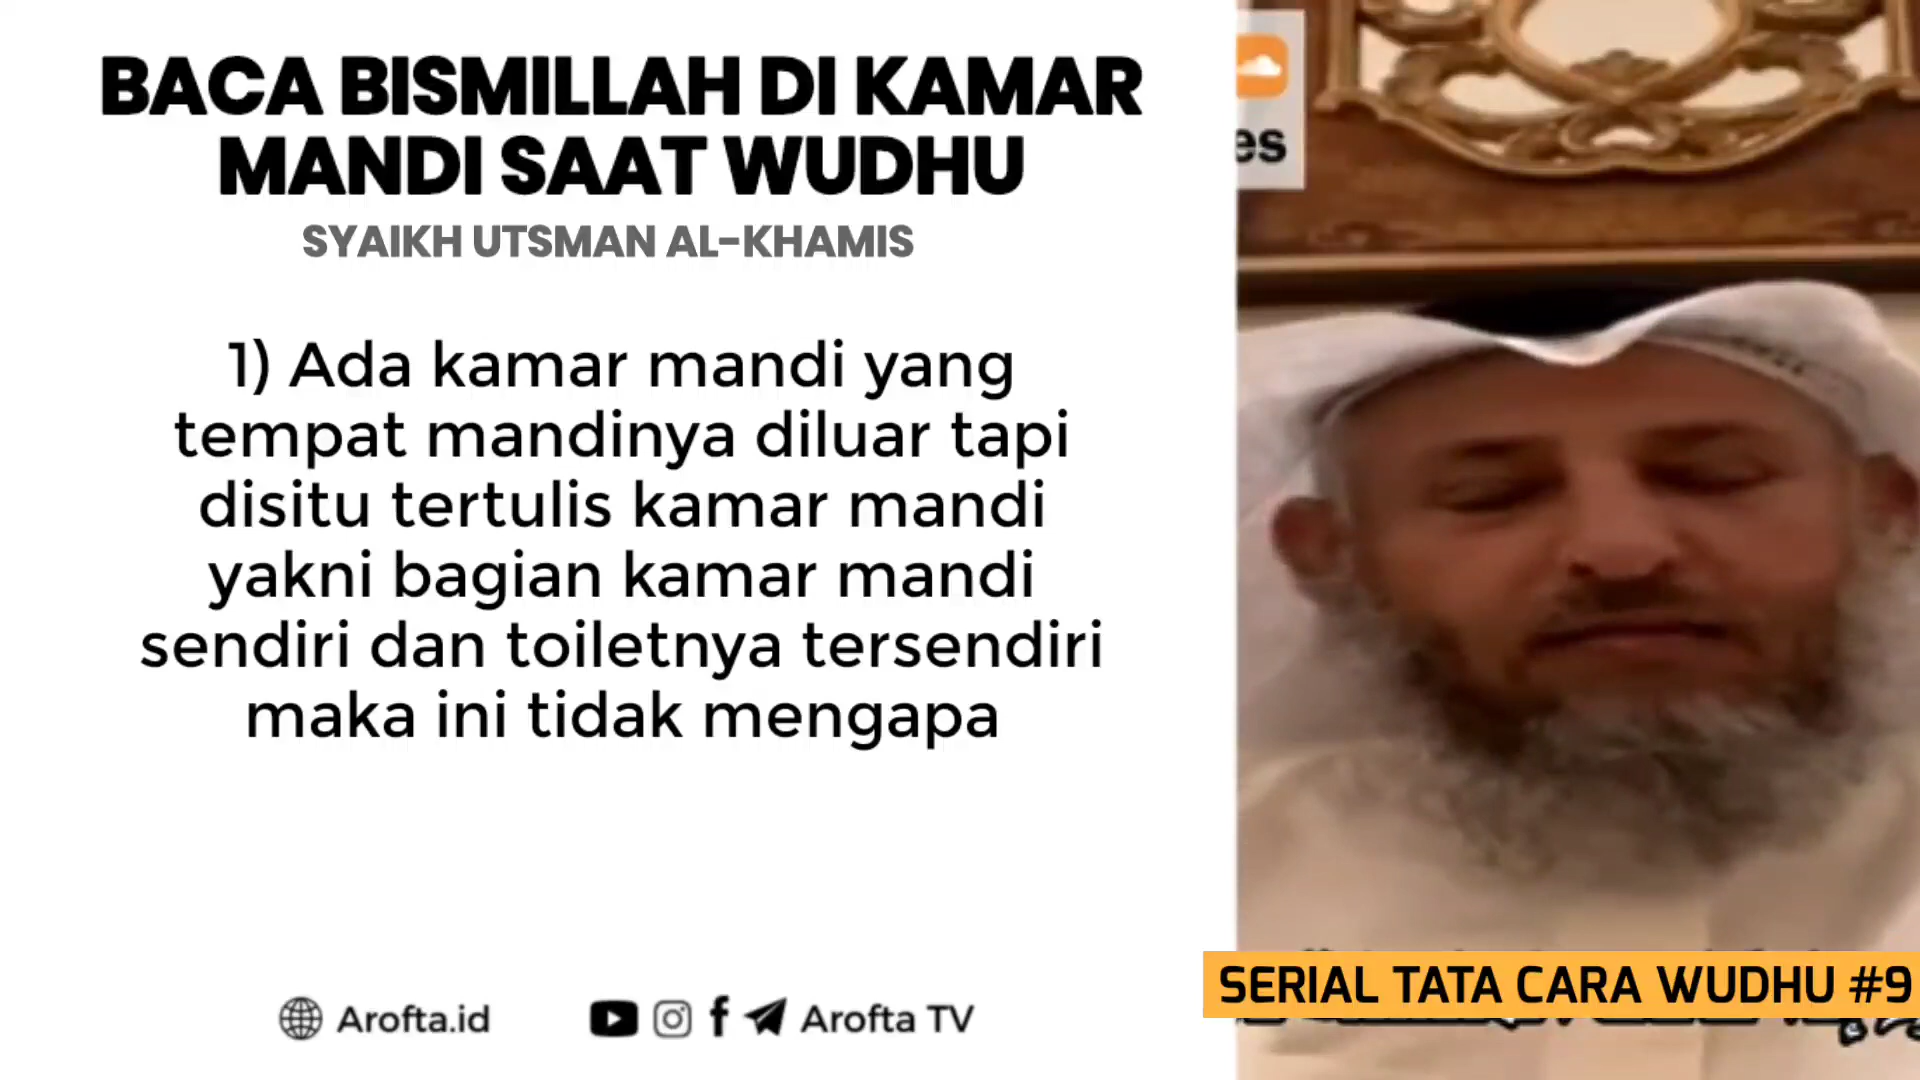 BACA BISMILLAH DI KAMAR
MANDI SAAT WUDHU
SYAIKH UTSMAN AL-KHAMIS
1) Ada kamar mandi yang
tempat mandinya diluar tapi
disitu tertulis kamar mandi
yakni bagian kamar mandi
sendiri dan toiletnya tersendiri
maka ini tidak mengapa
es
SERIAL TATA CARA WUDHU #9
Arofta.id
Arofta TV